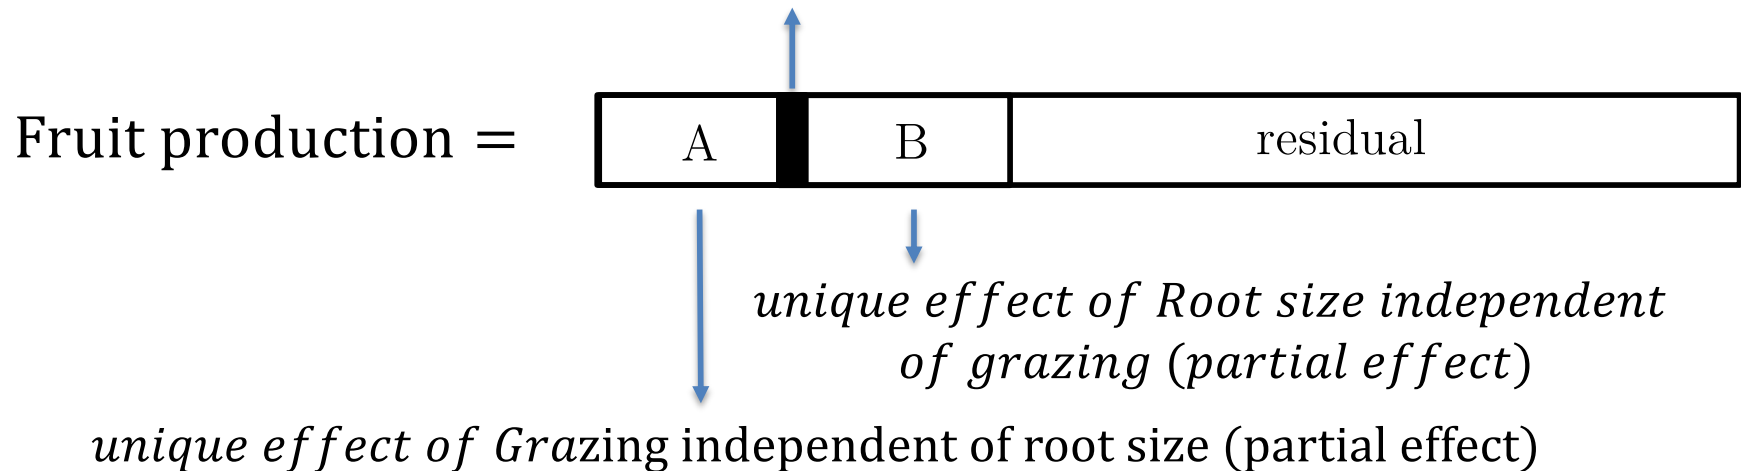 Fruit production =
A
B
residual
unique effect of Root size independent
of grazing (partial effect)
unique effect of Grazing independent of root size (partial effect)